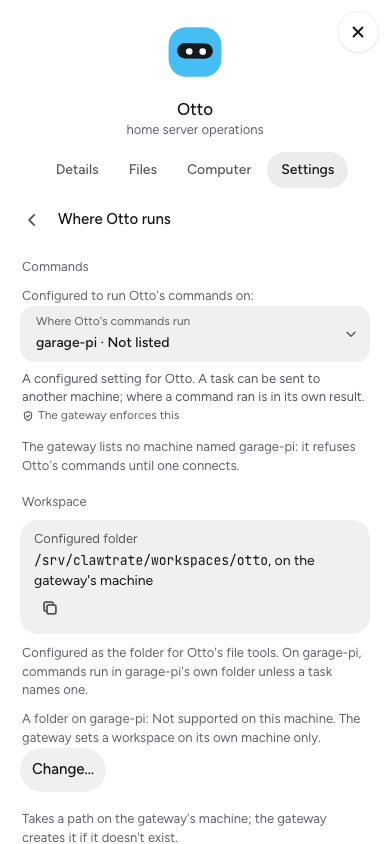 Otto
home server operations
Details
Files
Computer
Settings
Where Otto runs
Commands
Configured to run Otto's commands on:
Where Otto's commands run
garage-pi · Not listed
A configured setting for Otto. A task can be sent to
another machine; where a command ran is in its own result.
The gateway enforces this
The gateway lists no machine named garage-pi: it refuses
Otto's commands until one connects.
Workspace
Configured folder
/srv/clawtrate/workspaces/otto, on the
gateway's machine
Configured as the folder for Otto's file tools. On garage-pi,
commands run in garage-pi's own folder unless a task
names one.
A folder on garage-pi: Not supported on this machine. The
gateway sets a workspace on its own machine only.
Change...
Takes a path on the gateway's machine; the gateway
creates it if it doesn't exist.